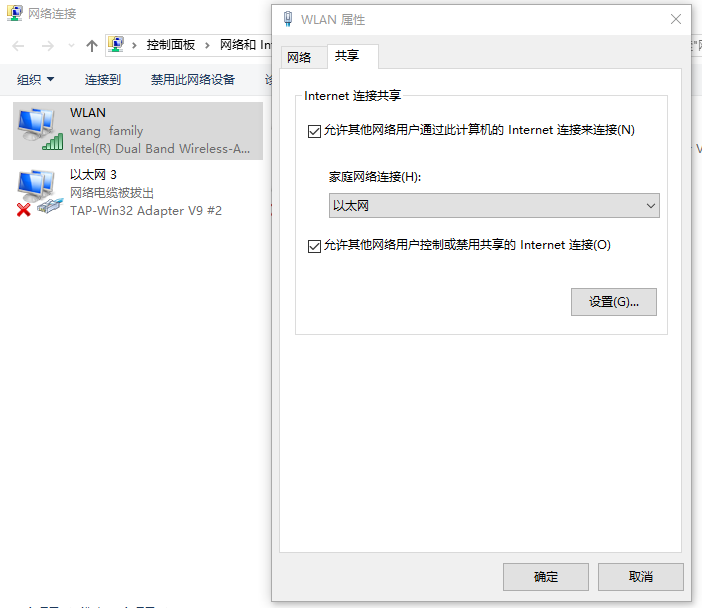 网络连接
控制面板 > 网络和 Int
组织 连接到 禁用此网络设备
WLAN
wang family
Intel(R) Dual Band Wireless-A...
以太网 3
网络电缆被拔出
TAP-Win32 Adapter V9 #2
WLAN 属性
网络 共享
Internet 连接共享
允许其他网络用户通过此计算机的 Internet 连接来连接(N)
家庭网络连接(H):
以太网
允许其他网络用户控制或禁用共享的 Internet 连接(O)
设置(G)...
确定 取消